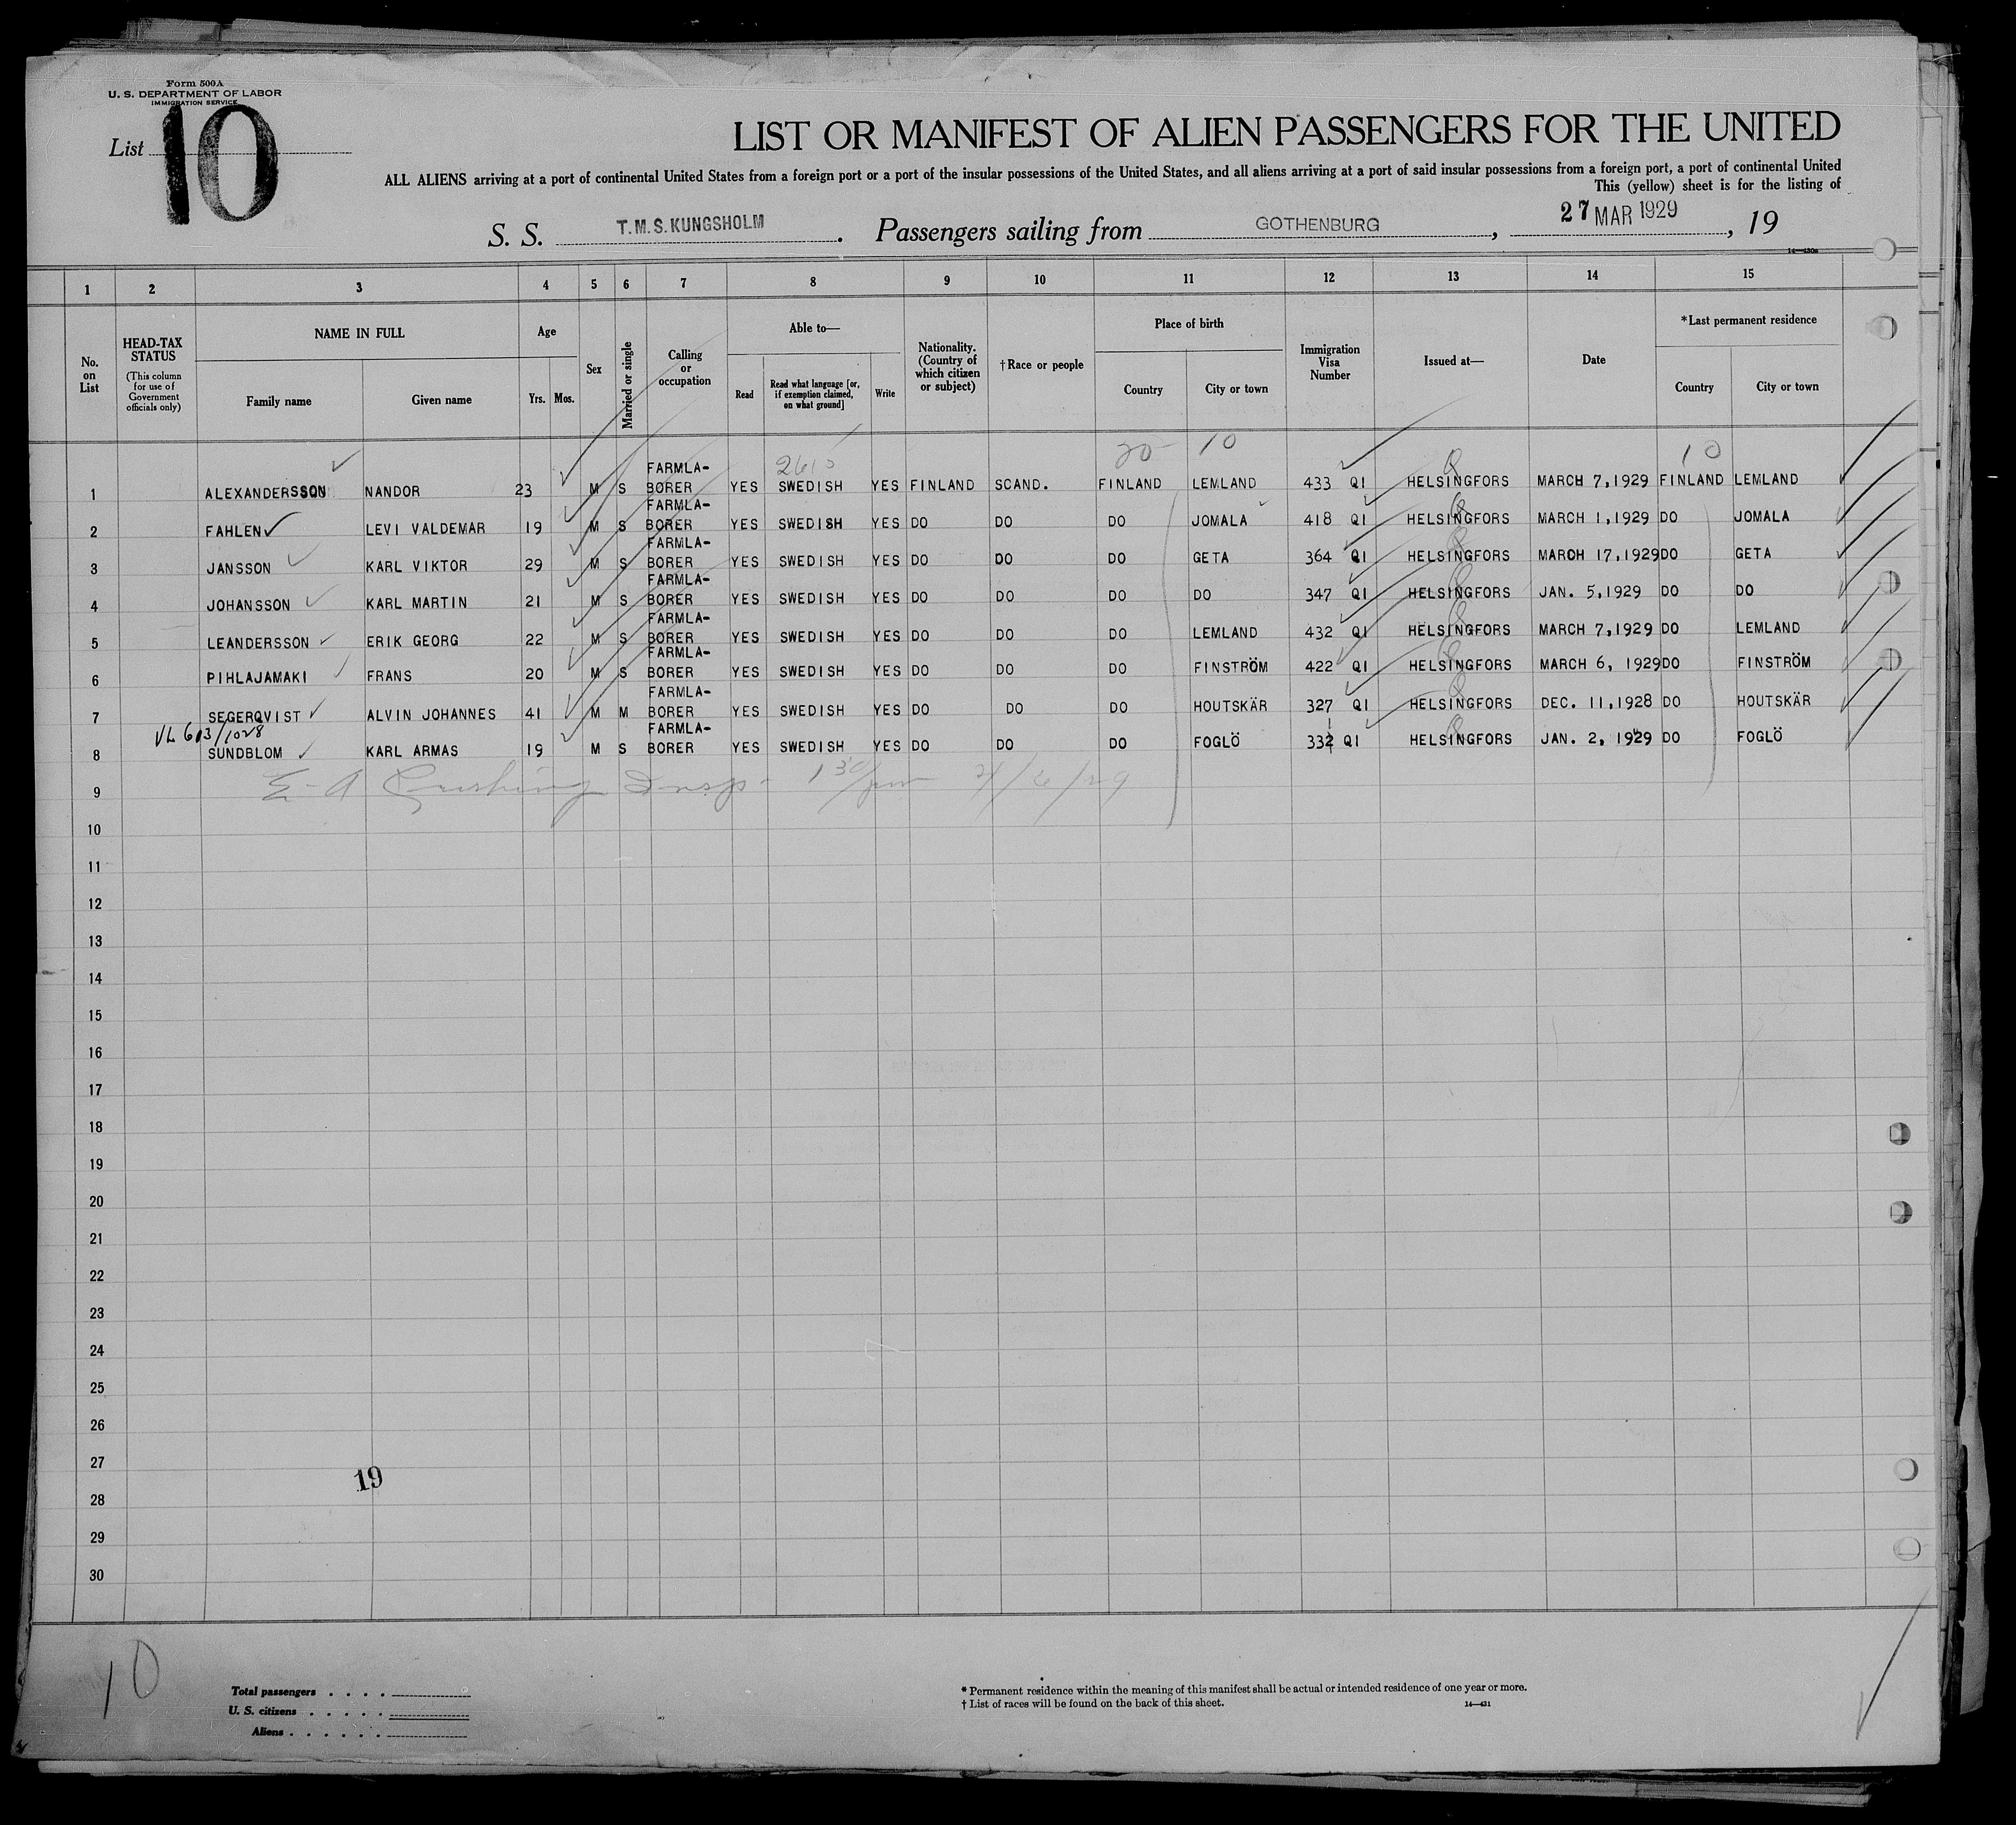 Form 500A
U. S. DEPARTMENT OF LABOR
IMMIGRATION SERVICE
List 10
LIST OR MANIFEST OF ALIEN PASSENGERS FOR THE UNITED
ALL ALIENS arriving at a port of continental United States from a foreign port or a port of the insular possessions of the United States, and all aliens arriving at a port of said insular possessions from a foreign port, a port of continental United
This (yellow) sheet is for the listing of
S. S. T.M.S.KUNGSHOLM . Passengers sailing from GOTHENBURG , 27 MAR 1929 , 19
1 2 3 4 5 6 7 8 9 10 11 12 13 14 15
No. on List
HEAD-TAX STATUS
(This column for use of Government officials only)
NAME IN FULL
Family name Given name
Age
Yrs. Mos.
Sex
Married or single
Calling or occupation
Able to—
Read Read what language [or, if exemption claimed, on what ground] Write
Nationality. (Country of which citizen or subject)
†Race or people
Place of birth
Country City or town
Immigration Visa Number
Issued at—
Date
*Last permanent residence
Country City or town
2610 20 10 10
1 ALEXANDERSSON NANDOR 23 M S FARMLA-BORER YES SWEDISH YES FINLAND SCAND. FINLAND LEMLAND 433 QI HELSINGFORS MARCH 7,1929 FINLAND LEMLAND
2 FAHLEN LEVI VALDEMAR 19 M S FARMLA-BORER YES SWEDISH YES DO DO DO JOMALA 418 QI HELSINGFORS MARCH 1,1929 DO JOMALA
3 JANSSON KARL VIKTOR 29 M S FARMLA-BORER YES SWEDISH YES DO DO DO GETA 364 QI HELSINGFORS MARCH 17,1929 DO GETA
4 JOHANSSON KARL MARTIN 21 M S FARMLA-BORER YES SWEDISH YES DO DO DO DO 347 QI HELSINGFORS JAN. 5,1929 DO DO
5 LEANDERSSON ERIK GEORG 22 M S FARMLA-BORER YES SWEDISH YES DO DO DO LEMLAND 432 QI HELSINGFORS MARCH 7,1929 DO LEMLAND
6 PIHLAJAMAKI FRANS 20 M S FARMLA-BORER YES SWEDISH YES DO DO DO FINSTRÖM 422 QI HELSINGFORS MARCH 6, 1929 DO FINSTRÖM
7 SEGERQVIST ALVIN JOHANNES 41 M M FARMLA-BORER YES SWEDISH YES DO DO DO HOUTSKÄR 327 QI HELSINGFORS DEC. 11,1928 DO HOUTSKÄR
VL 613/1028
8 SUNDBLOM KARL ARMAS 19 M S FARMLA-BORER YES SWEDISH YES DO DO DO FOGLÖ 332 QI HELSINGFORS JAN. 2, 1929 DO FOGLÖ
9 E-A Cushing Insp- 1 30/pm 4/6/29
10
11
12
13
14
15
16
17
18
19
20
21
22
23
24
25
26
27
19
28
29
30
10
Total passengers
U. S. citizens
Aliens
* Permanent residence within the meaning of this manifest shall be actual or intended residence of one year or more.
† List of races will be found on the back of this sheet.
14—431